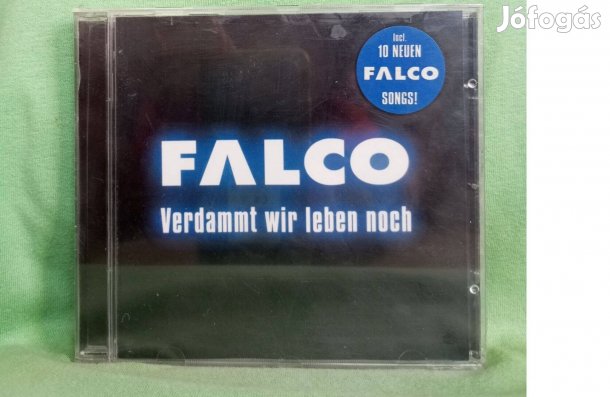 Jófogás
Incl.
10 NEUEN
FALCO
SONGS!
FALCO
Verdammt wir leben noch